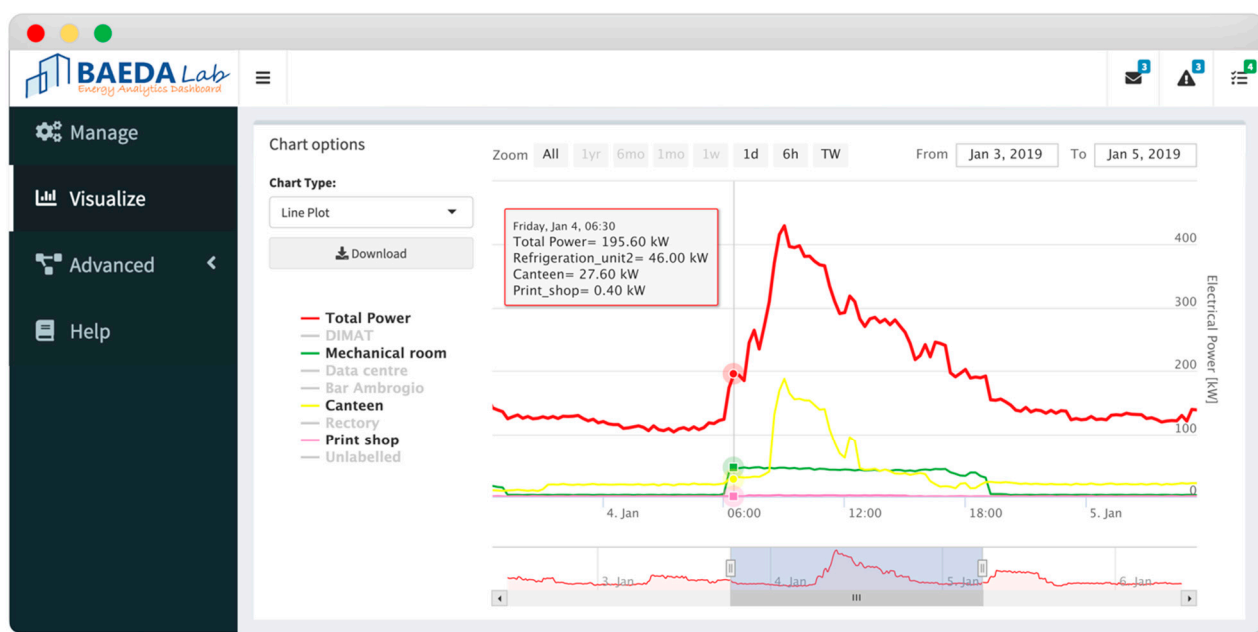 BAEDA Lab
Energy Analytics Dashboard
3
3
4
Manage
Visualize
Advanced
Help
Chart options
Chart Type:
Line Plot
Download
Total Power
DIMAT
Mechanical room
Data centre
Bar Ambrogio
Canteen
Rectory
Print shop
Unlabelled
Zoom All 1yr 6mo 1mo 1w 1d 6h TW
From Jan 3, 2019 To Jan 5, 2019
Friday, Jan 4, 06:30
Total Power= 195.60 kW
Refrigeration_unit2= 46.00 kW
Canteen= 27.60 kW
Print_shop= 0.40 kW
400
300
200
100
0
Electrical Power [kW]
4. Jan 06:00 12:00 18:00 5. Jan
3. Jan 4. Jan 5. Jan 6. Jan